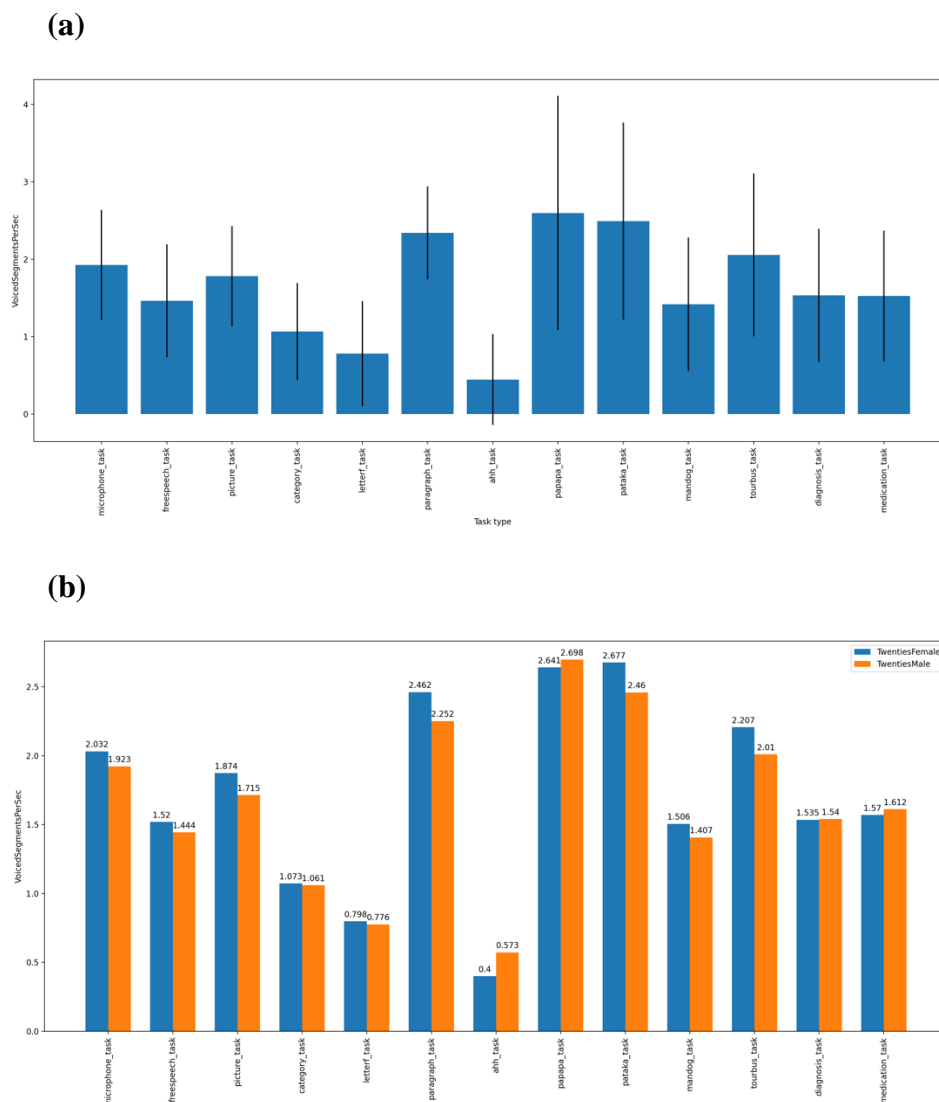 (a)
4
3
2
1
0
VoicedSegmentsPerSec
microphone_task
freespeech_task
picture_task
category_task
letterf_task
paragraph_task
ahh_task
papapa_task
pataka_task
mandog_task
tourbus_task
diagnosis_task
medication_task
Task type
(b)
TwentiesFemale
TwentiesMale
2.5
2.0
1.5
1.0
0.5
0.0
VoicedSegmentsPerSec
2.032
1.923
1.52
1.444
1.874
1.715
1.073
1.061
0.798
0.776
2.462
2.252
0.4
0.573
2.641
2.698
2.677
2.46
1.506
1.407
2.207
2.01
1.535
1.54
1.57
1.612
microphone_task
freespeech_task
picture_task
category_task
letterf_task
paragraph_task
ahh_task
papapa_task
pataka_task
mandog_task
tourbus_task
diagnosis_task
medication_task